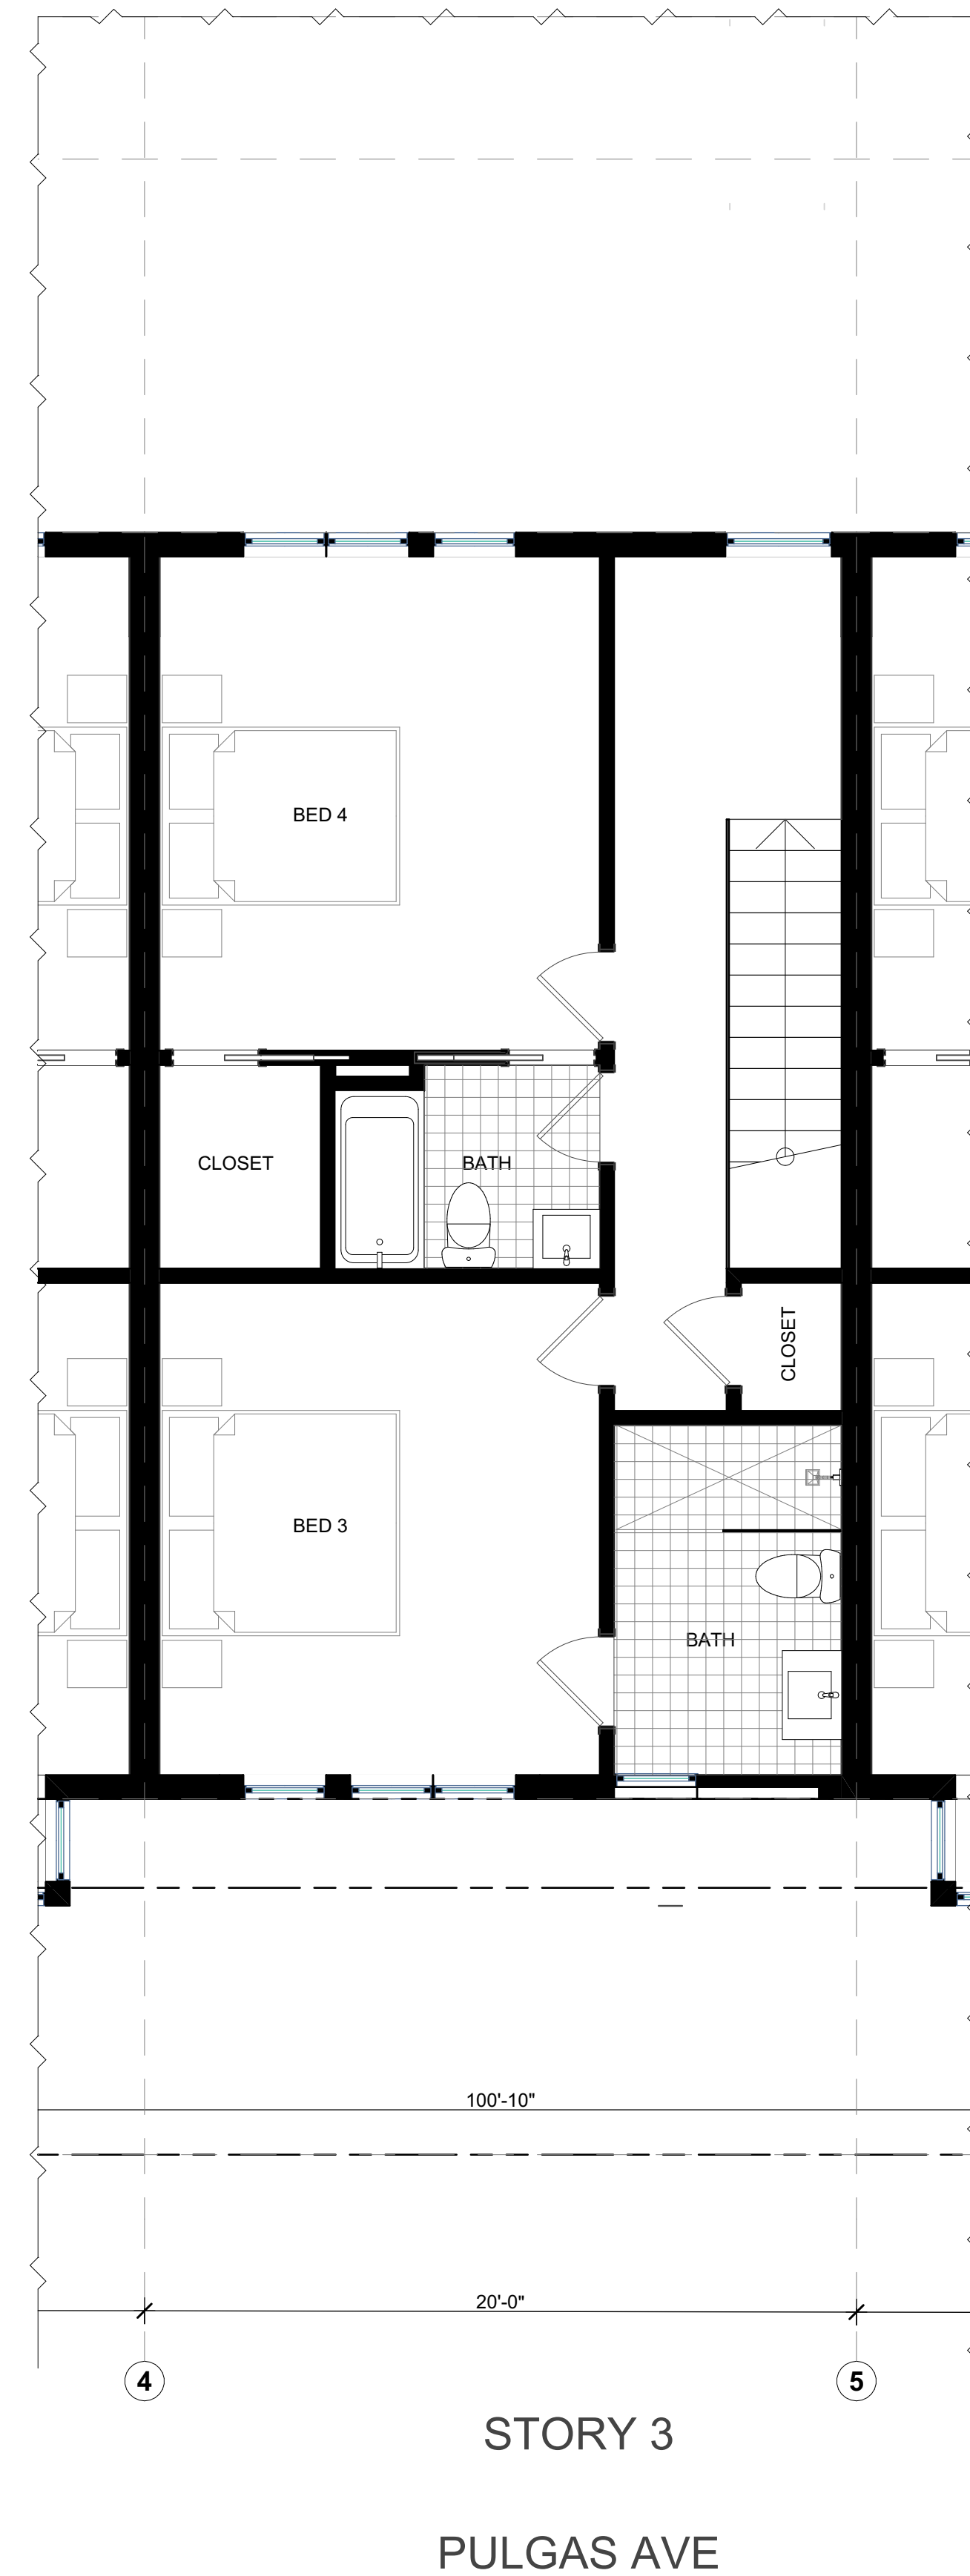 BED 4
CLOSET
BATH
CLOSET
BED 3
BATH
100'-10"
20'-0"
4
5
STORY 3
PULGAS AVE